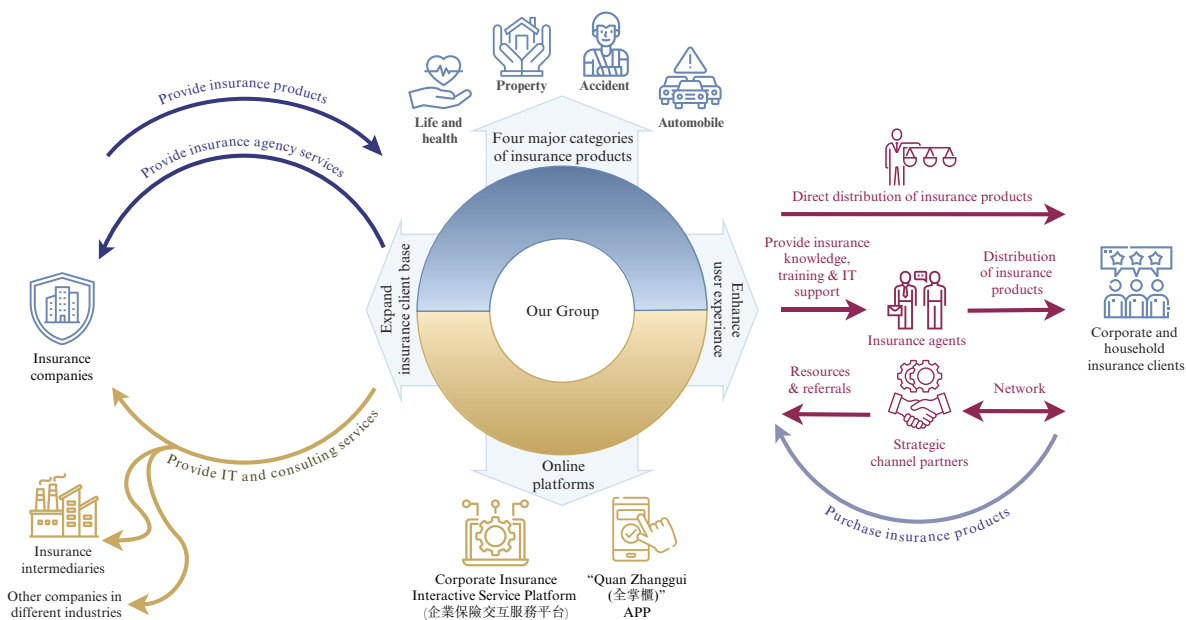 Provide insurance products
Provide insurance agency services
Insurance
companies
Provide IT and consulting services
Insurance
intermediaries
Other companies in
different industries
Life and
health
Property
Accident
Automobile
Four major categories
of insurance products
Expand
insurance client base
Our Group
Enhance
user experience
Online
platforms
Corporate Insurance
Interactive Service Platform
(企業保險交互服務平台)
“Quan Zhanggui
(全掌櫃)”
APP
Direct distribution of insurance products
Provide insurance
knowledge,
training & IT
support
Insurance agents
Distribution
of insurance
products
Corporate and
household
insurance clients
Resources
& referrals
Strategic
channel partners
Network
Purchase insurance products